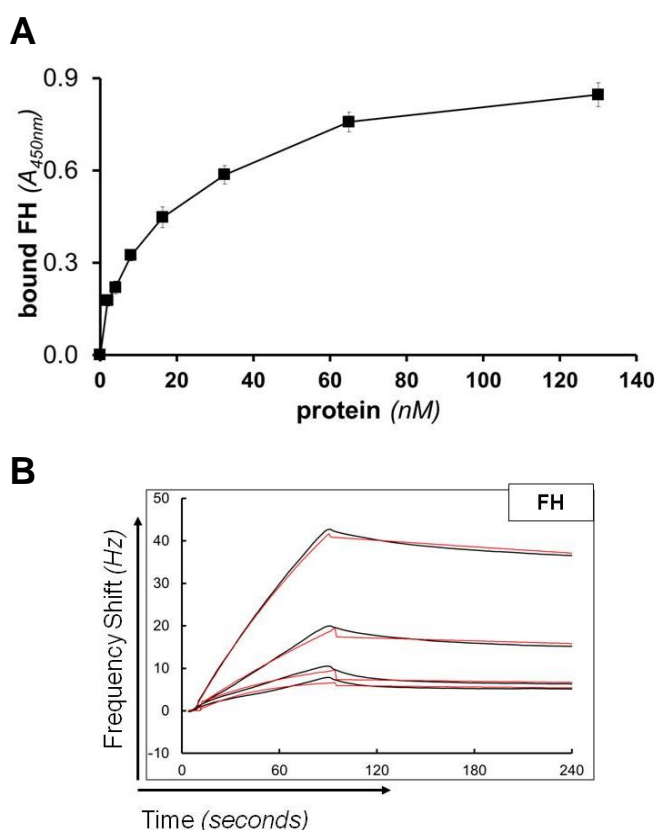 A
0.9
0.6
0.3
0.0
bound FH (A450nm)
0 20 40 60 80 100 120 140
protein (nM)
B
FH
50
40
30
20
10
0
-10
Frequency Shift (Hz)
0 60 120 180 240
Time (seconds)